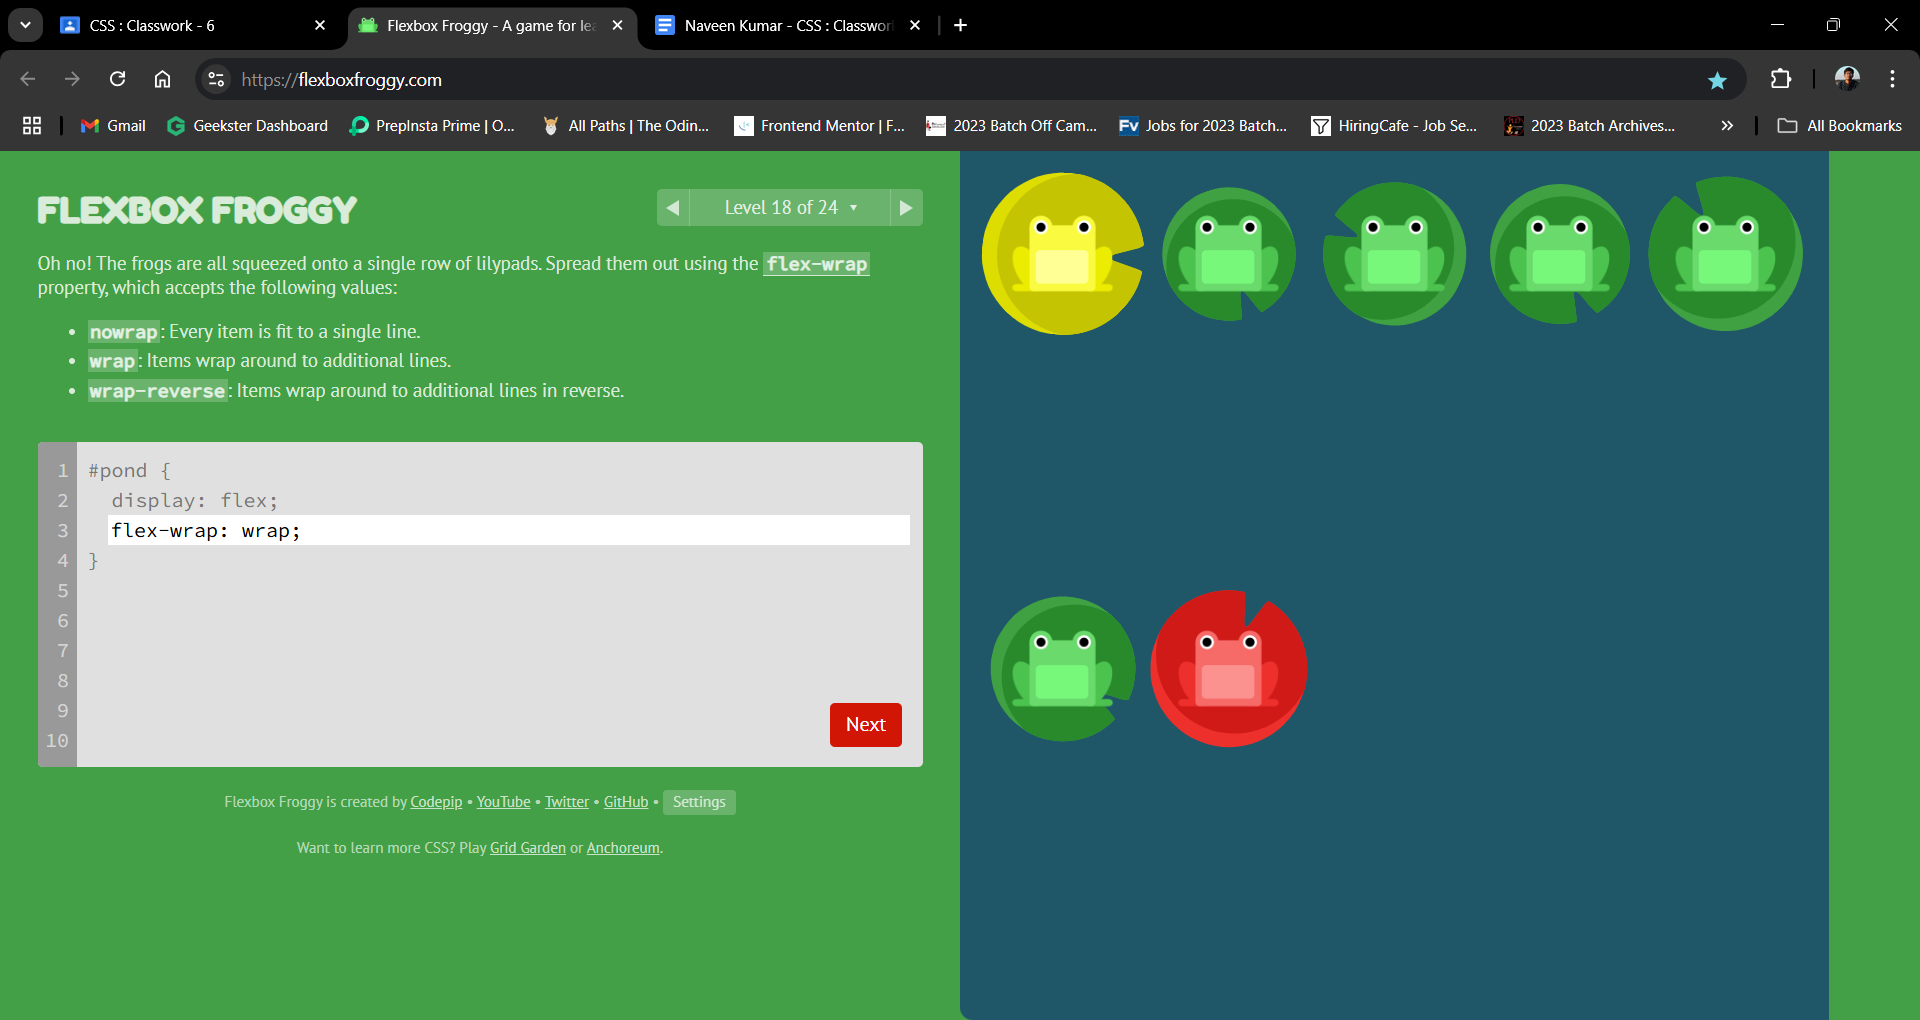 CSS : Classwork - 6
Flexbox Froggy - A game for le
Naveen Kumar - CSS : Classwor
https://flexboxfroggy.com
Gmail
Geekster Dashboard
PrepInsta Prime | O...
All Paths | The Odin...
Frontend Mentor | F...
2023 Batch Off Cam...
Fv Jobs for 2023 Batch...
HiringCafe - Job Se...
2023 Batch Archives...
All Bookmarks
FLEXBOX FROGGY
Level 18 of 24
Oh no! The frogs are all squeezed onto a single row of lilypads. Spread them out using the flex-wrap
property, which accepts the following values:
• nowrap: Every item is fit to a single line.
• wrap: Items wrap around to additional lines.
• wrap-reverse: Items wrap around to additional lines in reverse.
1 #pond {
2 display: flex;
3 flex-wrap: wrap;
4 }
5
6
7
8
9
10
Next
Flexbox Froggy is created by Codepip • YouTube • Twitter • GitHub • Settings
Want to learn more CSS? Play Grid Garden or Anchoreum.